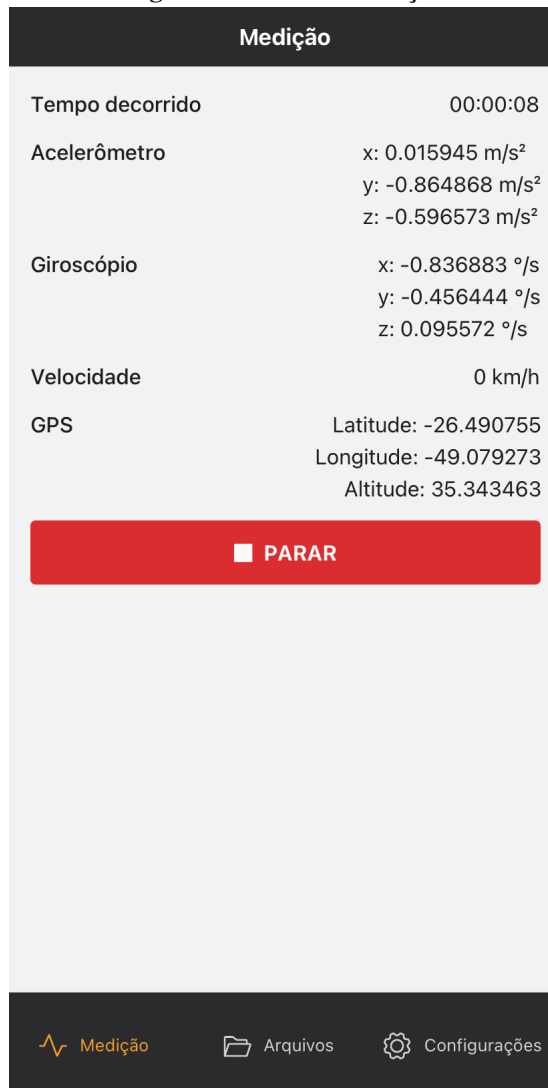 Medição
Tempo decorrido 00:00:08
Acelerômetro x: 0.015945 m/s²
y: -0.864868 m/s²
z: -0.596573 m/s²
Giroscópio x: -0.836883 °/s
y: -0.456444 °/s
z: 0.095572 °/s
Velocidade 0 km/h
GPS Latitude: -26.490755
Longitude: -49.079273
Altitude: 35.343463
PARAR
Medição Arquivos Configurações